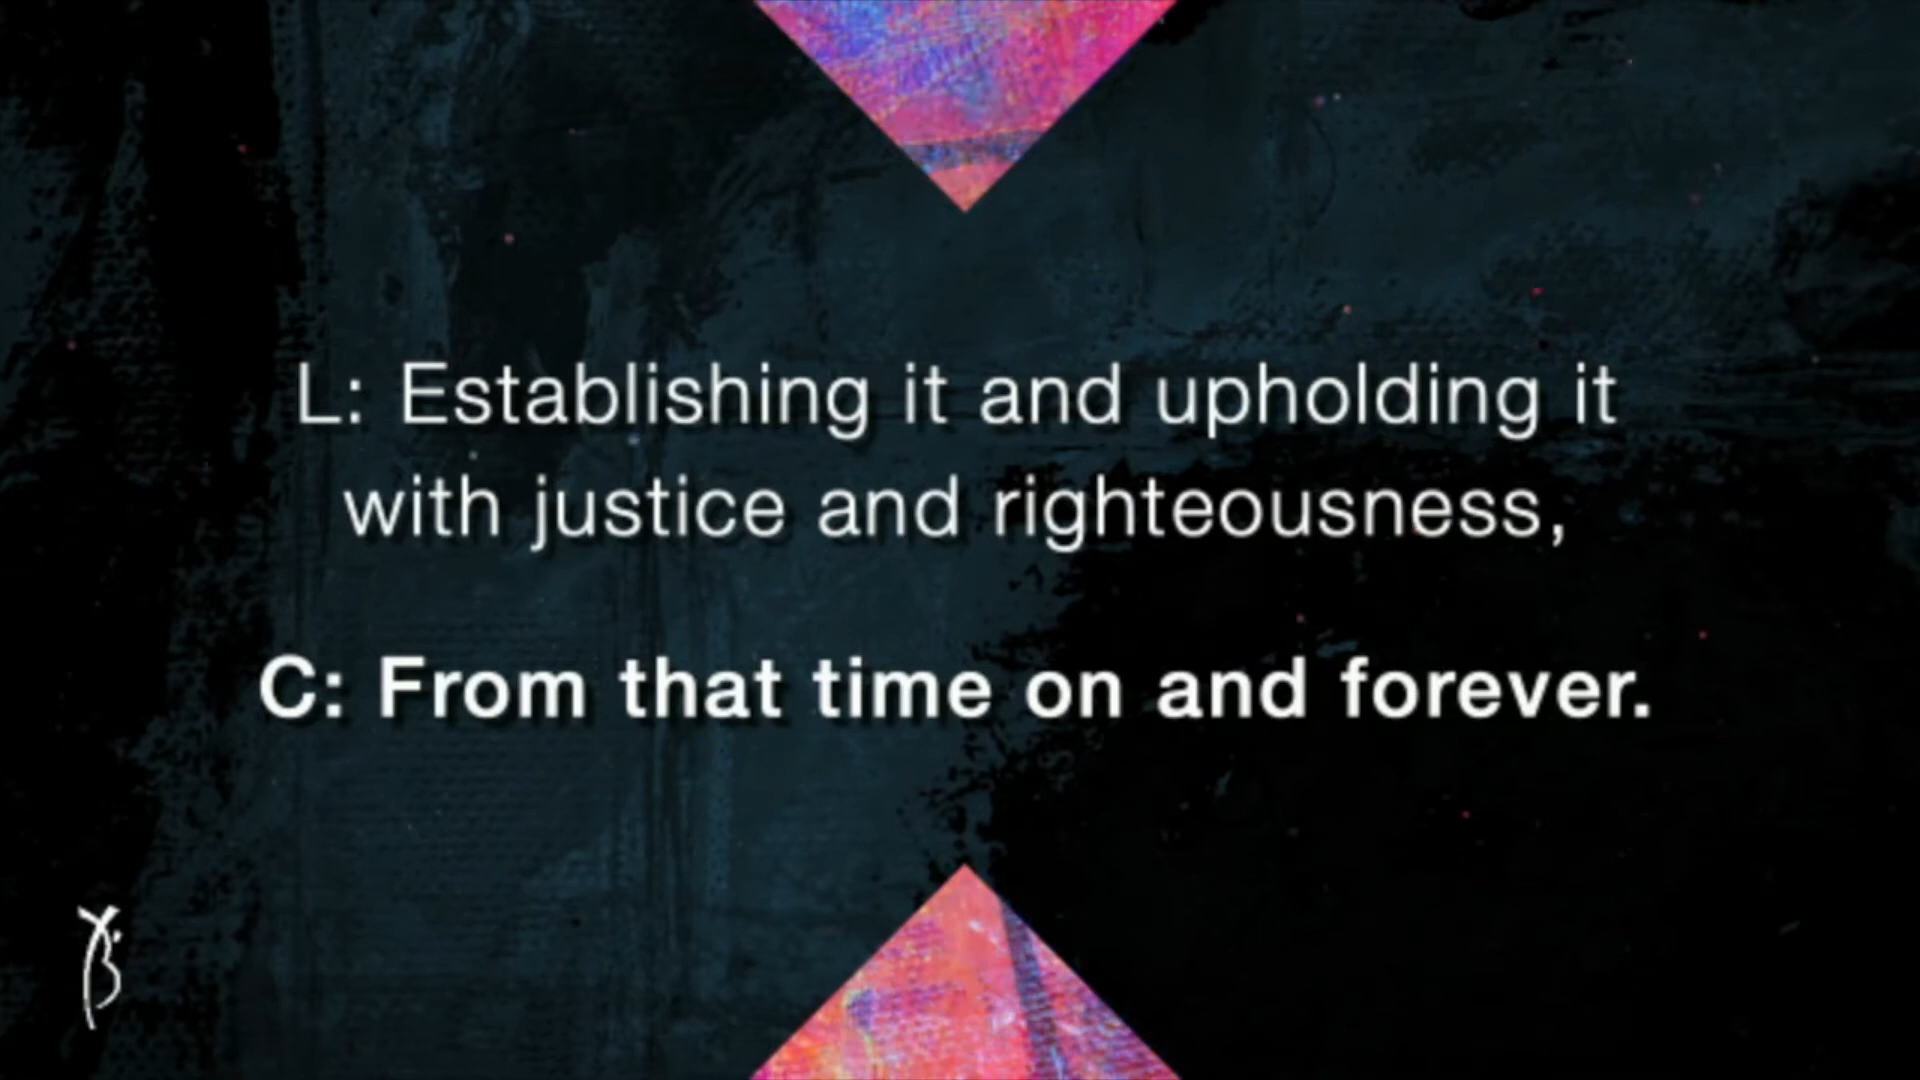 L: Establishing it and upholding it
with justice and righteousness,
C: From that time on and forever.